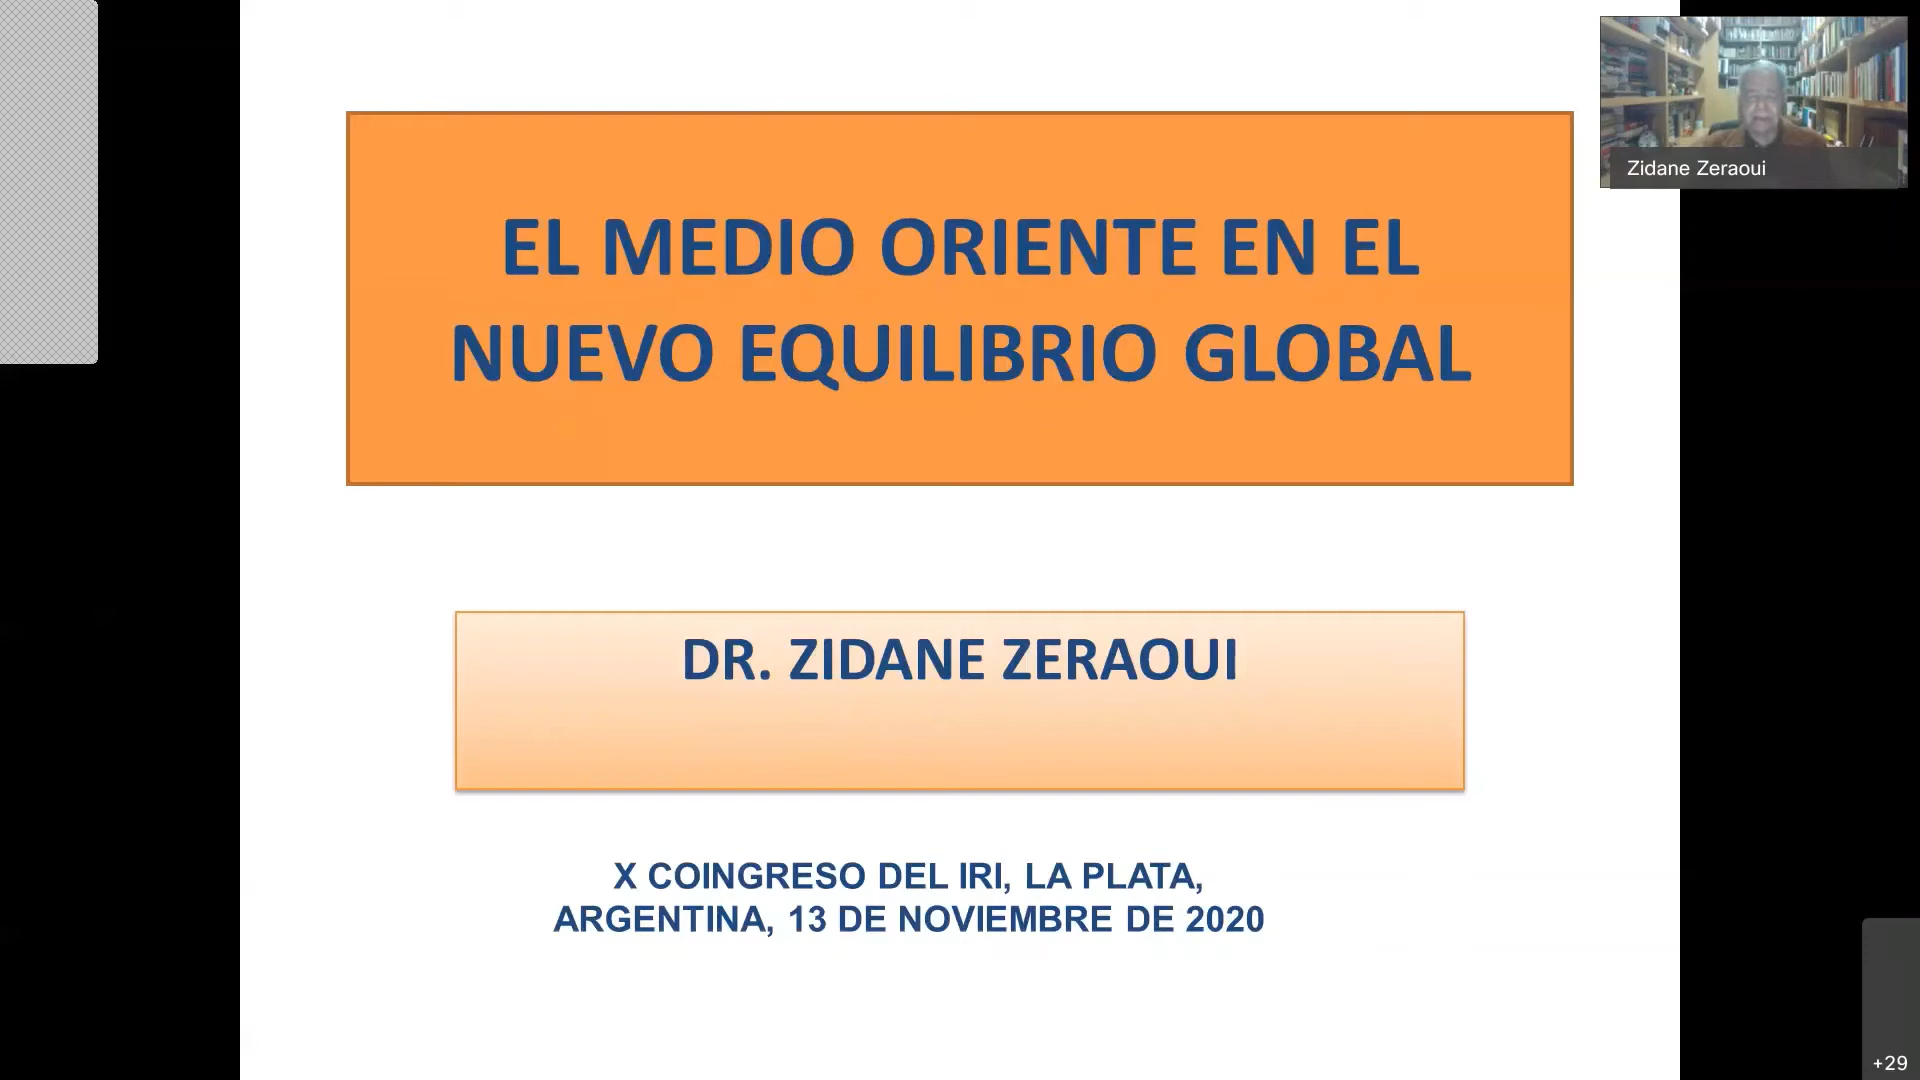 EL MEDIO ORIENTE EN EL
NUEVO EQUILIBRIO GLOBAL
DR. ZIDANE ZERAOUI
X COINGRESO DEL IRI, LA PLATA,
ARGENTINA, 13 DE NOVIEMBRE DE 2020
Zidane Zeraoui
+29